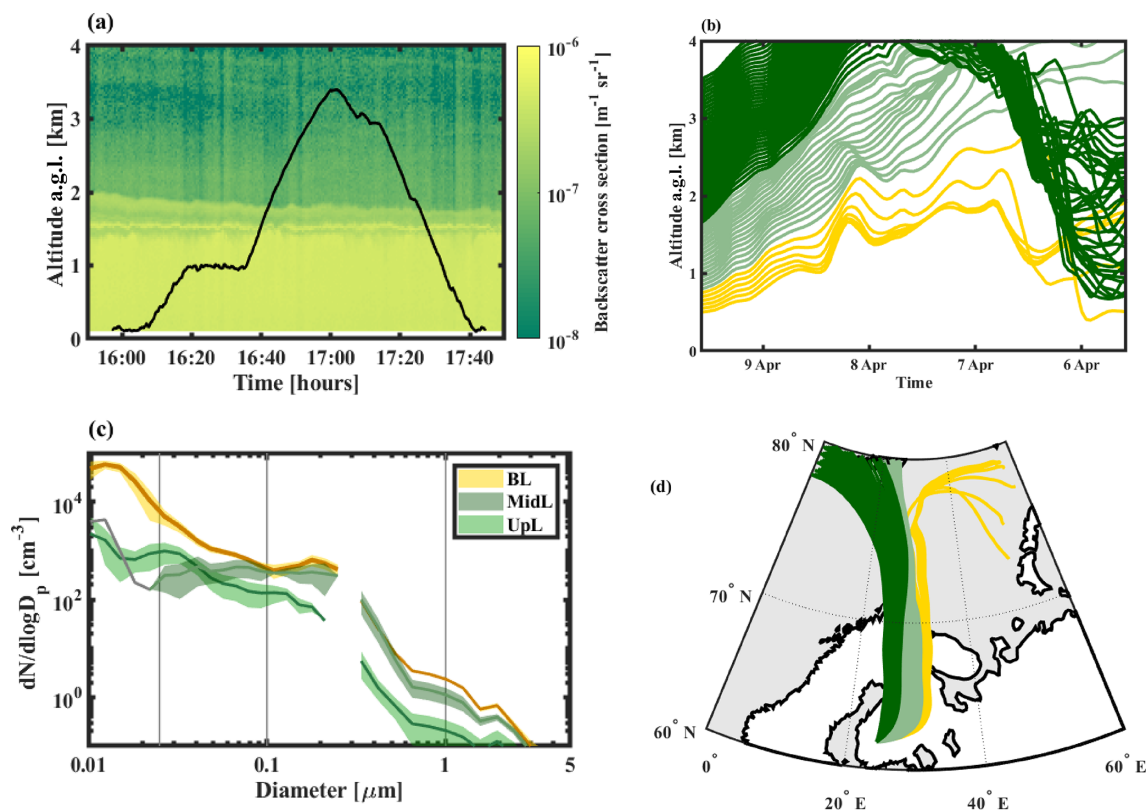 (a)
4
3
2
1
0
Altitude a.g.l. [km]
16:00 16:20 16:40 17:00 17:20 17:40
Time [hours]
10^-6
10^-7
10^-8
Backscatter cross section [m^-1 sr^-1]
(b)
4
3
2
1
0
Altitude a.g.l. [km]
9 Apr 8 Apr 7 Apr 6 Apr
Time
(c)
10^4
10^2
10^0
dN/dlogD_p [cm^-3]
BL
MidL
UpL
0.01 0.1 1 5
Diameter [μm]
(d)
80° N
70° N
60° N
0°
20° E
40° E
60° E